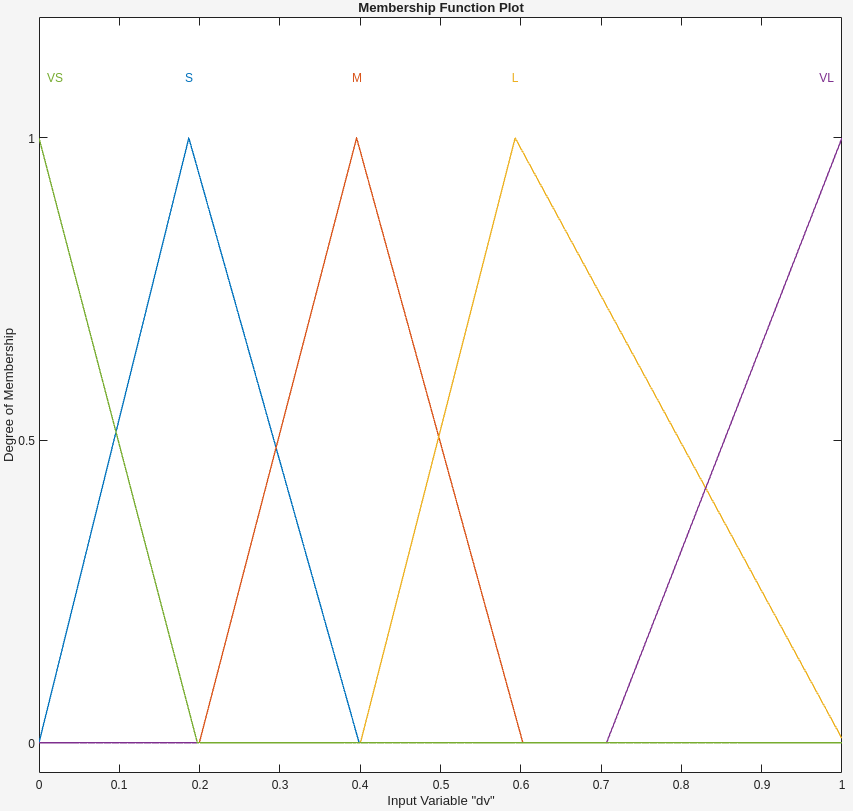 Membership Function Plot
VS S M L VL
1
0.5
0
Degree of Membership
0 0.1 0.2 0.3 0.4 0.5 0.6 0.7 0.8 0.9 1
Input Variable "dv"